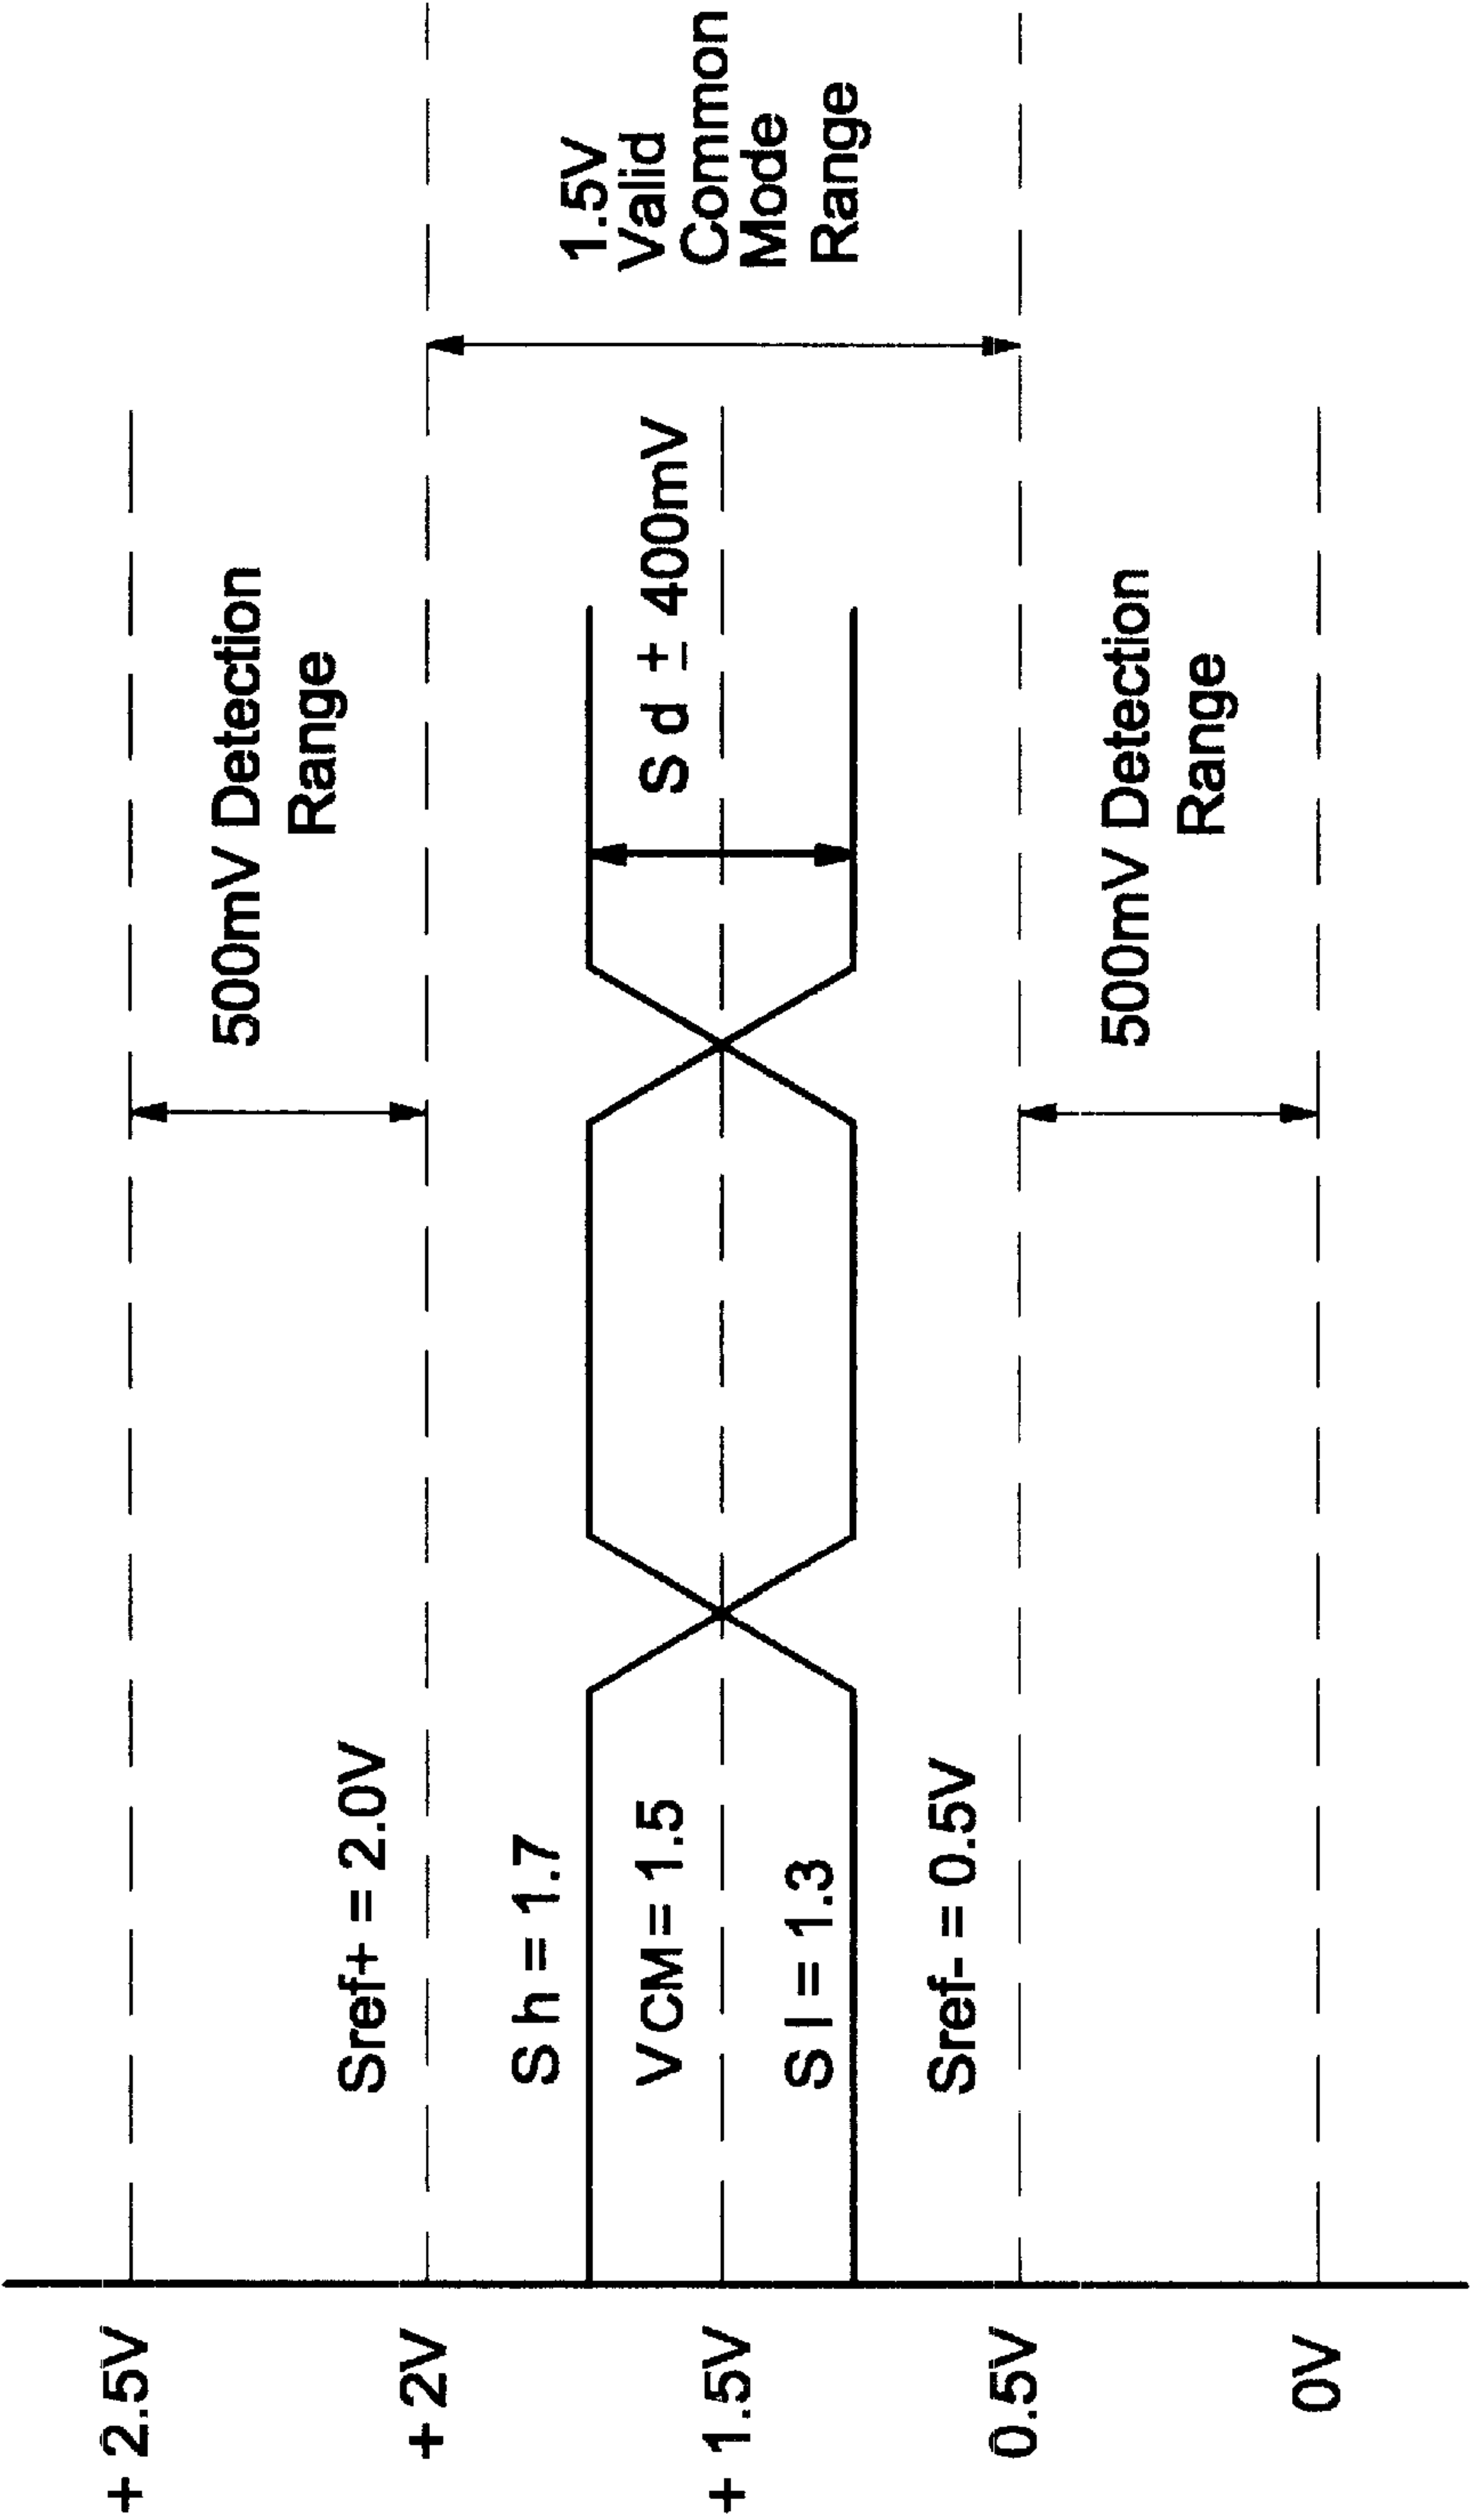 + 2.5V
500mV Detection
Range
+ 2V
Sref+ = 2.0V
1.5V
Valid
Common
Mode
Range
S h = 1.7
S d ± 400mV
+ 1.5V
VCM= 1.5
S l = 1.3
Sref- = 0.5V
0.5V
500mV Detection
Range
0V